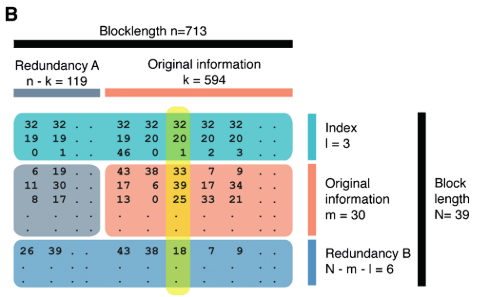 B
Blocklength n=713
Redundancy A
n - k = 119
Original information
k = 594
32 32 . . 32 32 32 32 32 . .
19 19 . . 19 20 20 20 20 . .
0 1 . . 46 0 1 2 3 . .
Index
l = 3
6 19 . . 43 38 33 7 9 . .
11 30 . . 17 6 39 17 34 . .
8 17 . . 13 0 25 33 21 . .
. . . . . . . . .
. . . . . . . . .
Original
information
m = 30
Block
length
N= 39
26 39 . . 43 38 18 7 9 . .
. . . . . . . . .
. . . . . . . . .
Redundancy B
N - m - l = 6